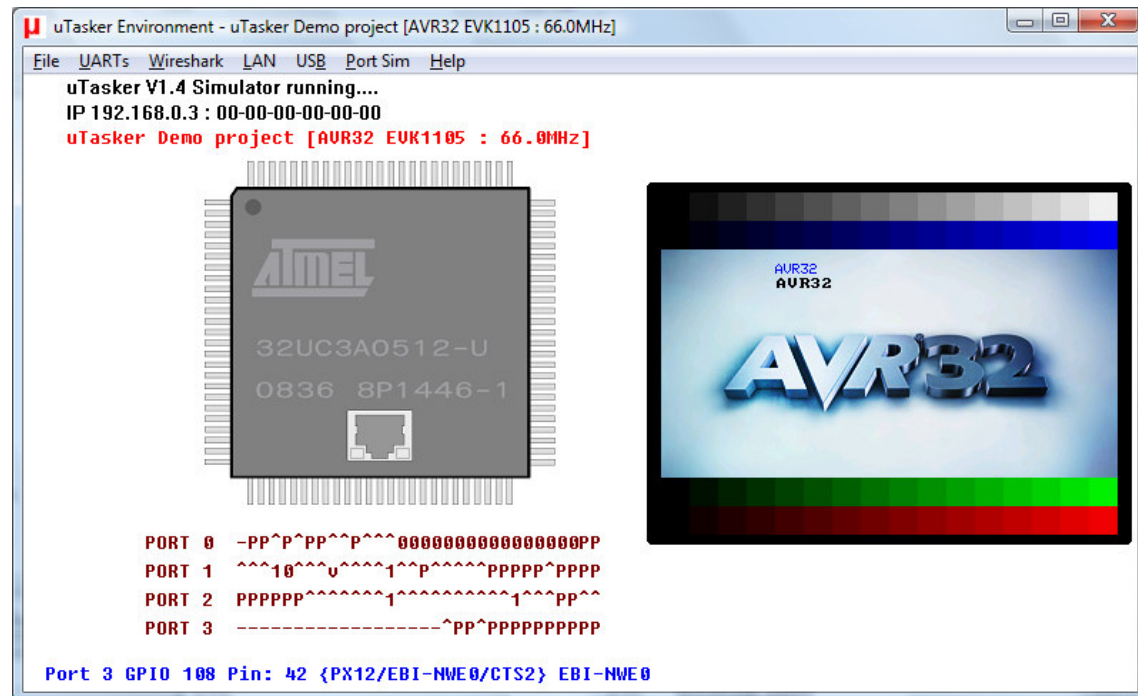 uTasker Environment - uTasker Demo project [AVR32 EVK1105 : 66.0MHz]
File UARTs Wireshark LAN USB Port Sim Help
uTasker V1.4 Simulator running....
IP 192.168.0.3 : 00-00-00-00-00-00
uTasker Demo project [AVR32 EVK1105 : 66.0MHz]
ATMEL
32UC3A0512-U
0836 8P1446-1
AVR32
AVR32
AVR®32
PORT 0 -PP^P^PP^^P^^^0000000000000000PP
PORT 1 ^^^10^^^v^^^^1^^P^^^^^PPPPP^PPPP
PORT 2 PPPPPP^^^^^^^1^^^^^^^^^^1^^^PP^^
PORT 3 ------------------^PP^PPPPPPPPPP
Port 3 GPIO 108 Pin: 42 {PX12/EBI-NWE0/CTS2} EBI-NWE0